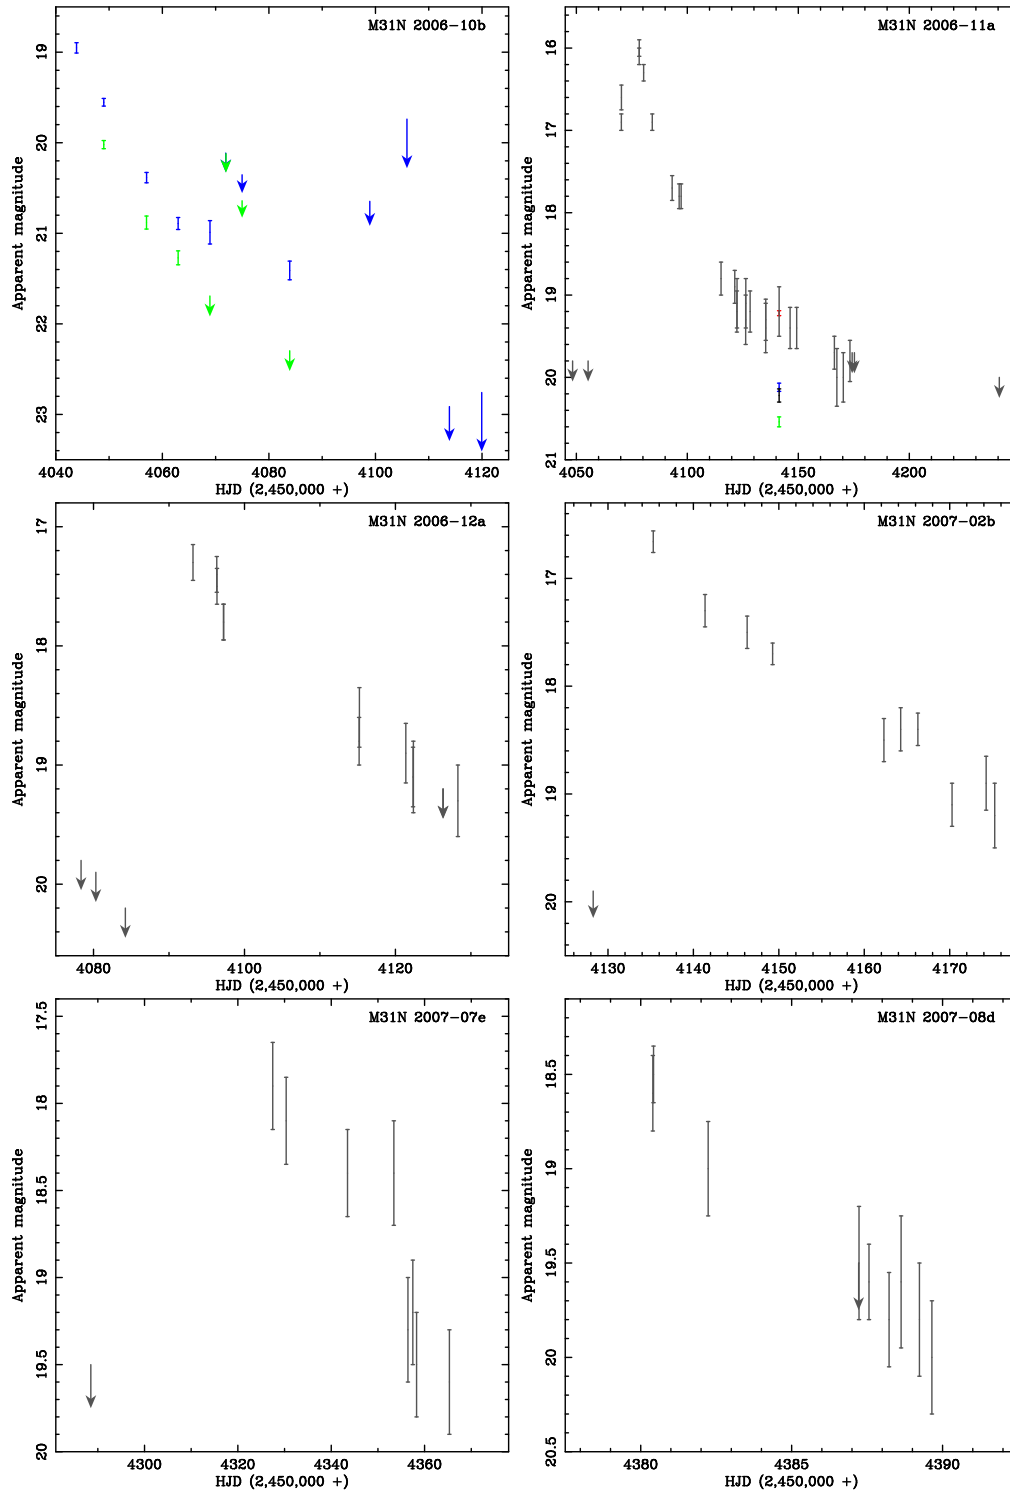 M31N 2006-10b
19
20
21
22
23
Apparent magnitude
4040 4060 4080 4100 4120
HJD (2,450,000 +)
M31N 2006-11a
16
17
18
19
20
21
Apparent magnitude
4050 4100 4150 4200
HJD (2,450,000 +)
M31N 2006-12a
17
18
19
20
Apparent magnitude
4080 4100 4120
HJD (2,450,000 +)
M31N 2007-02b
17
18
19
20
Apparent magnitude
4130 4140 4150 4160 4170
HJD (2,450,000 +)
M31N 2007-07e
17.5
18
18.5
19
19.5
20
Apparent magnitude
4300 4320 4340 4360
HJD (2,450,000 +)
M31N 2007-08d
18.5
19
19.5
20
20.5
Apparent magnitude
4380 4385 4390
HJD (2,450,000 +)